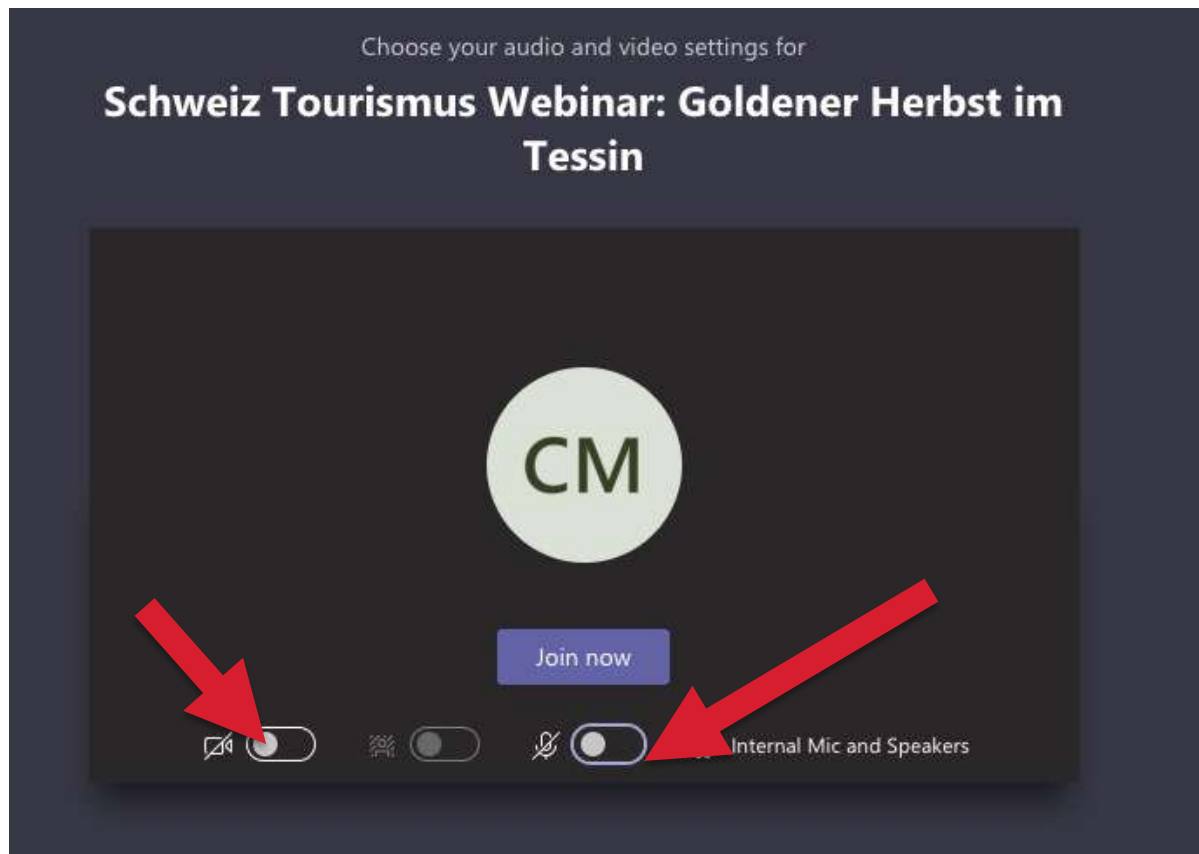 Choose your audio and video settings for
Schweiz Tourismus Webinar: Goldener Herbst im
Tessin
CM
Join now
Internal Mic and Speakers